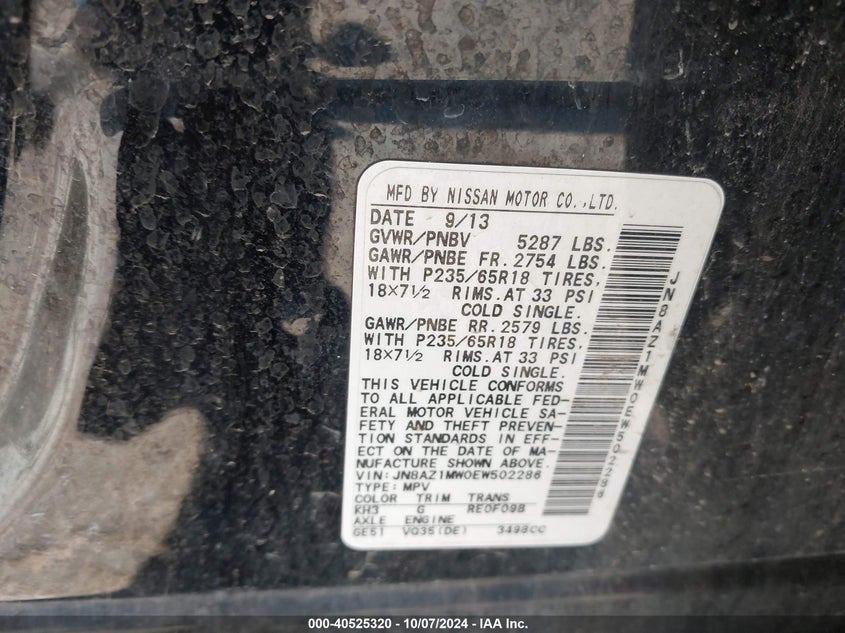 MFD BY NISSAN MOTOR CO.,LTD.
DATE 9/13
GVWR/PNBV 5287 LBS.
GAWR/PNBE FR. 2754 LBS.
WITH P235/65R18 TIRES,
18×7½ RIMS.AT 33 PSI
COLD SINGLE.
GAWR/PNBE RR. 2579 LBS.
WITH P235/65R18 TIRES.
18×7½ RIMS.AT 33 PSI
COLD SINGLE.
THIS VEHICLE CONFORMS
TO ALL APPLICABLE FED-
ERAL MOTOR VEHICLE SA-
FETY AND THEFT PREVEN-
TION STANDARDS IN EFF-
ECT ON THE DATE OF MA-
NUFACTURE SHOWN ABOVE.
VIN: JN8AZ1MW0EW502286
TYPE: MPV
COLOR TRIM TRANS
KH3 G RE0F09B
AXLE ENGINE
GE51 VQ35(DE) 3498CC
JN8AZ1MW0EW502286
000-40525320 - 10/07/2024 - IAA Inc.